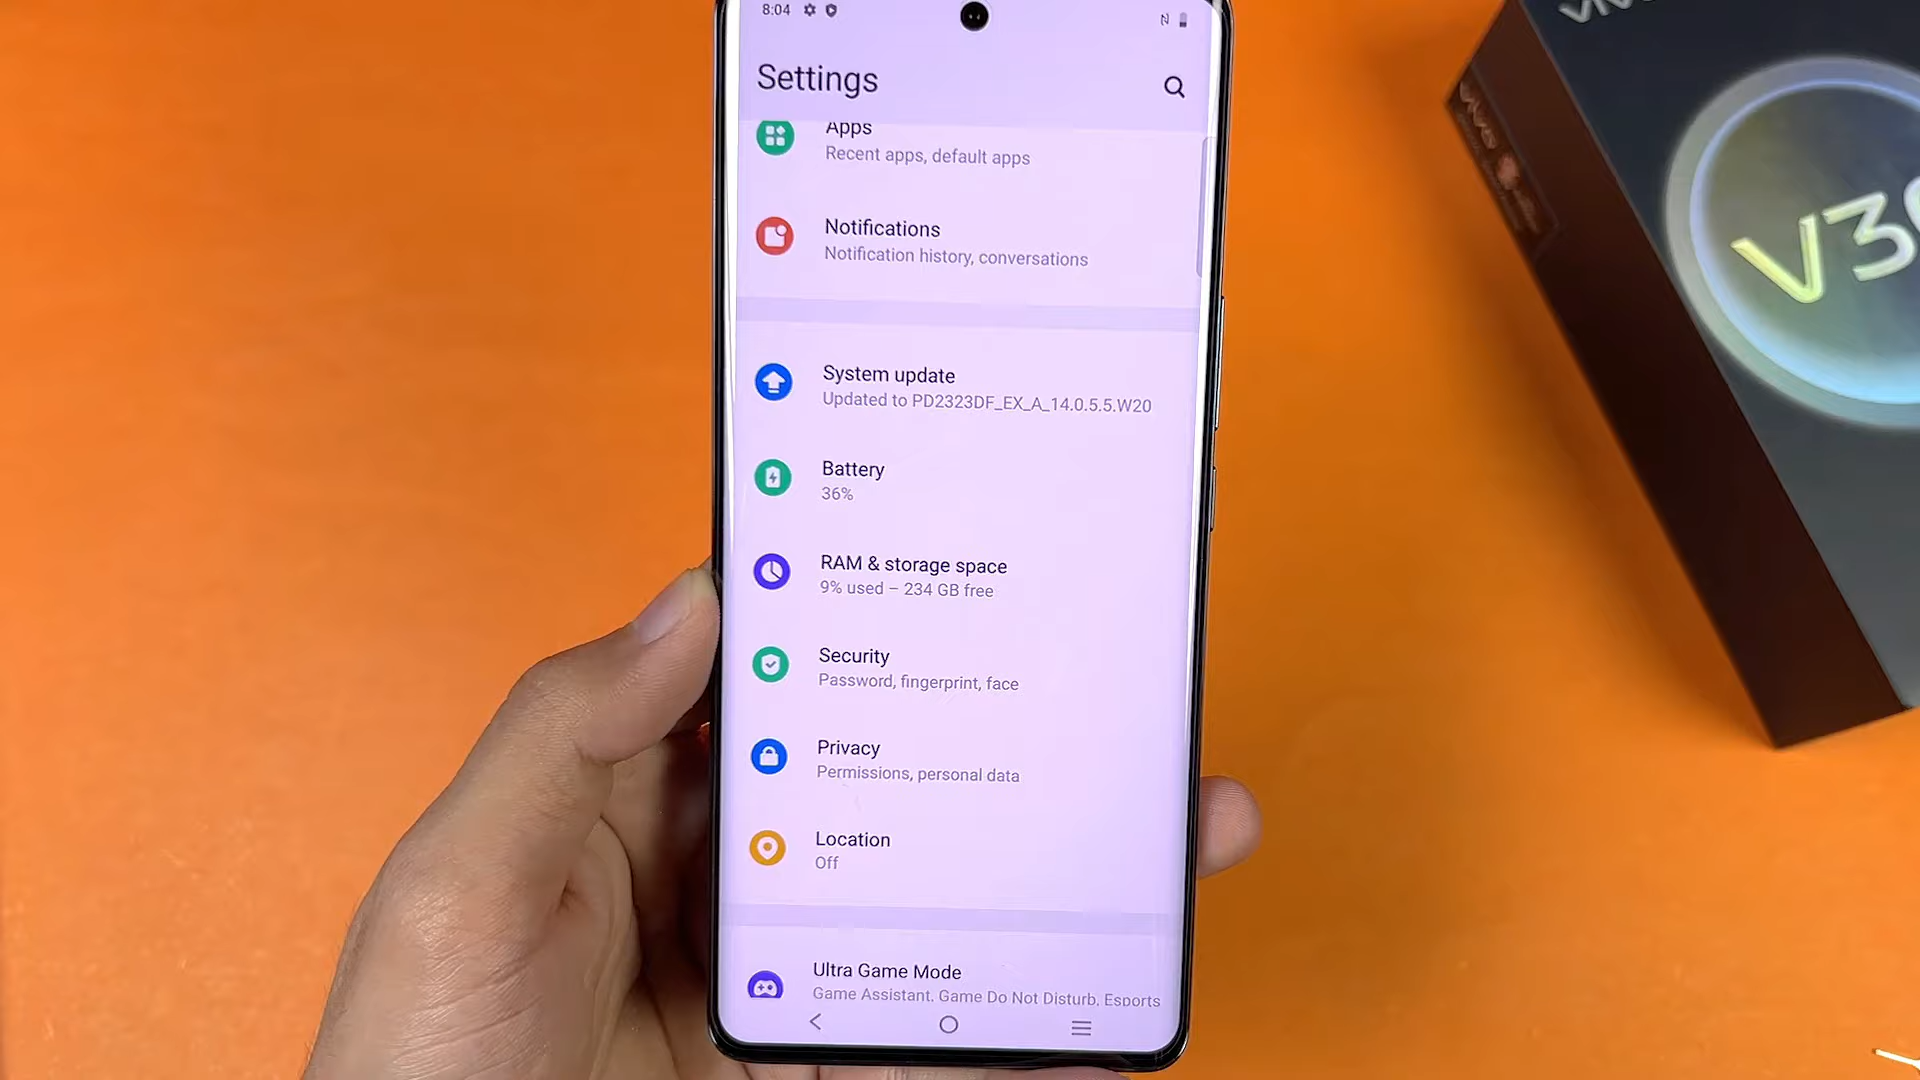 8:04
Settings
Apps
Recent apps, default apps
Notifications
Notification history, conversations
System update
Updated to PD2323DF_EX_A_14.0.5.5.W20
Battery
36%
RAM & storage space
9% used – 234 GB free
Security
Password, fingerprint, face
Privacy
Permissions, personal data
Location
Off
Ultra Game Mode
Game Assistant, Game Do Not Disturb, Esports
V3